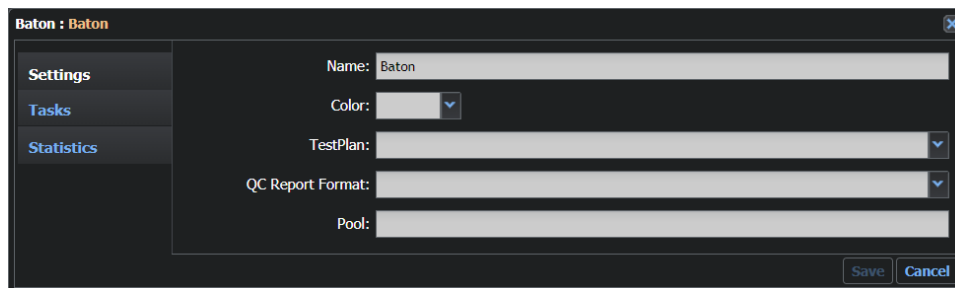 Baton : Baton
Settings
Tasks
Statistics
Name: Baton
Color:
TestPlan:
QC Report Format:
Pool:
Save Cancel